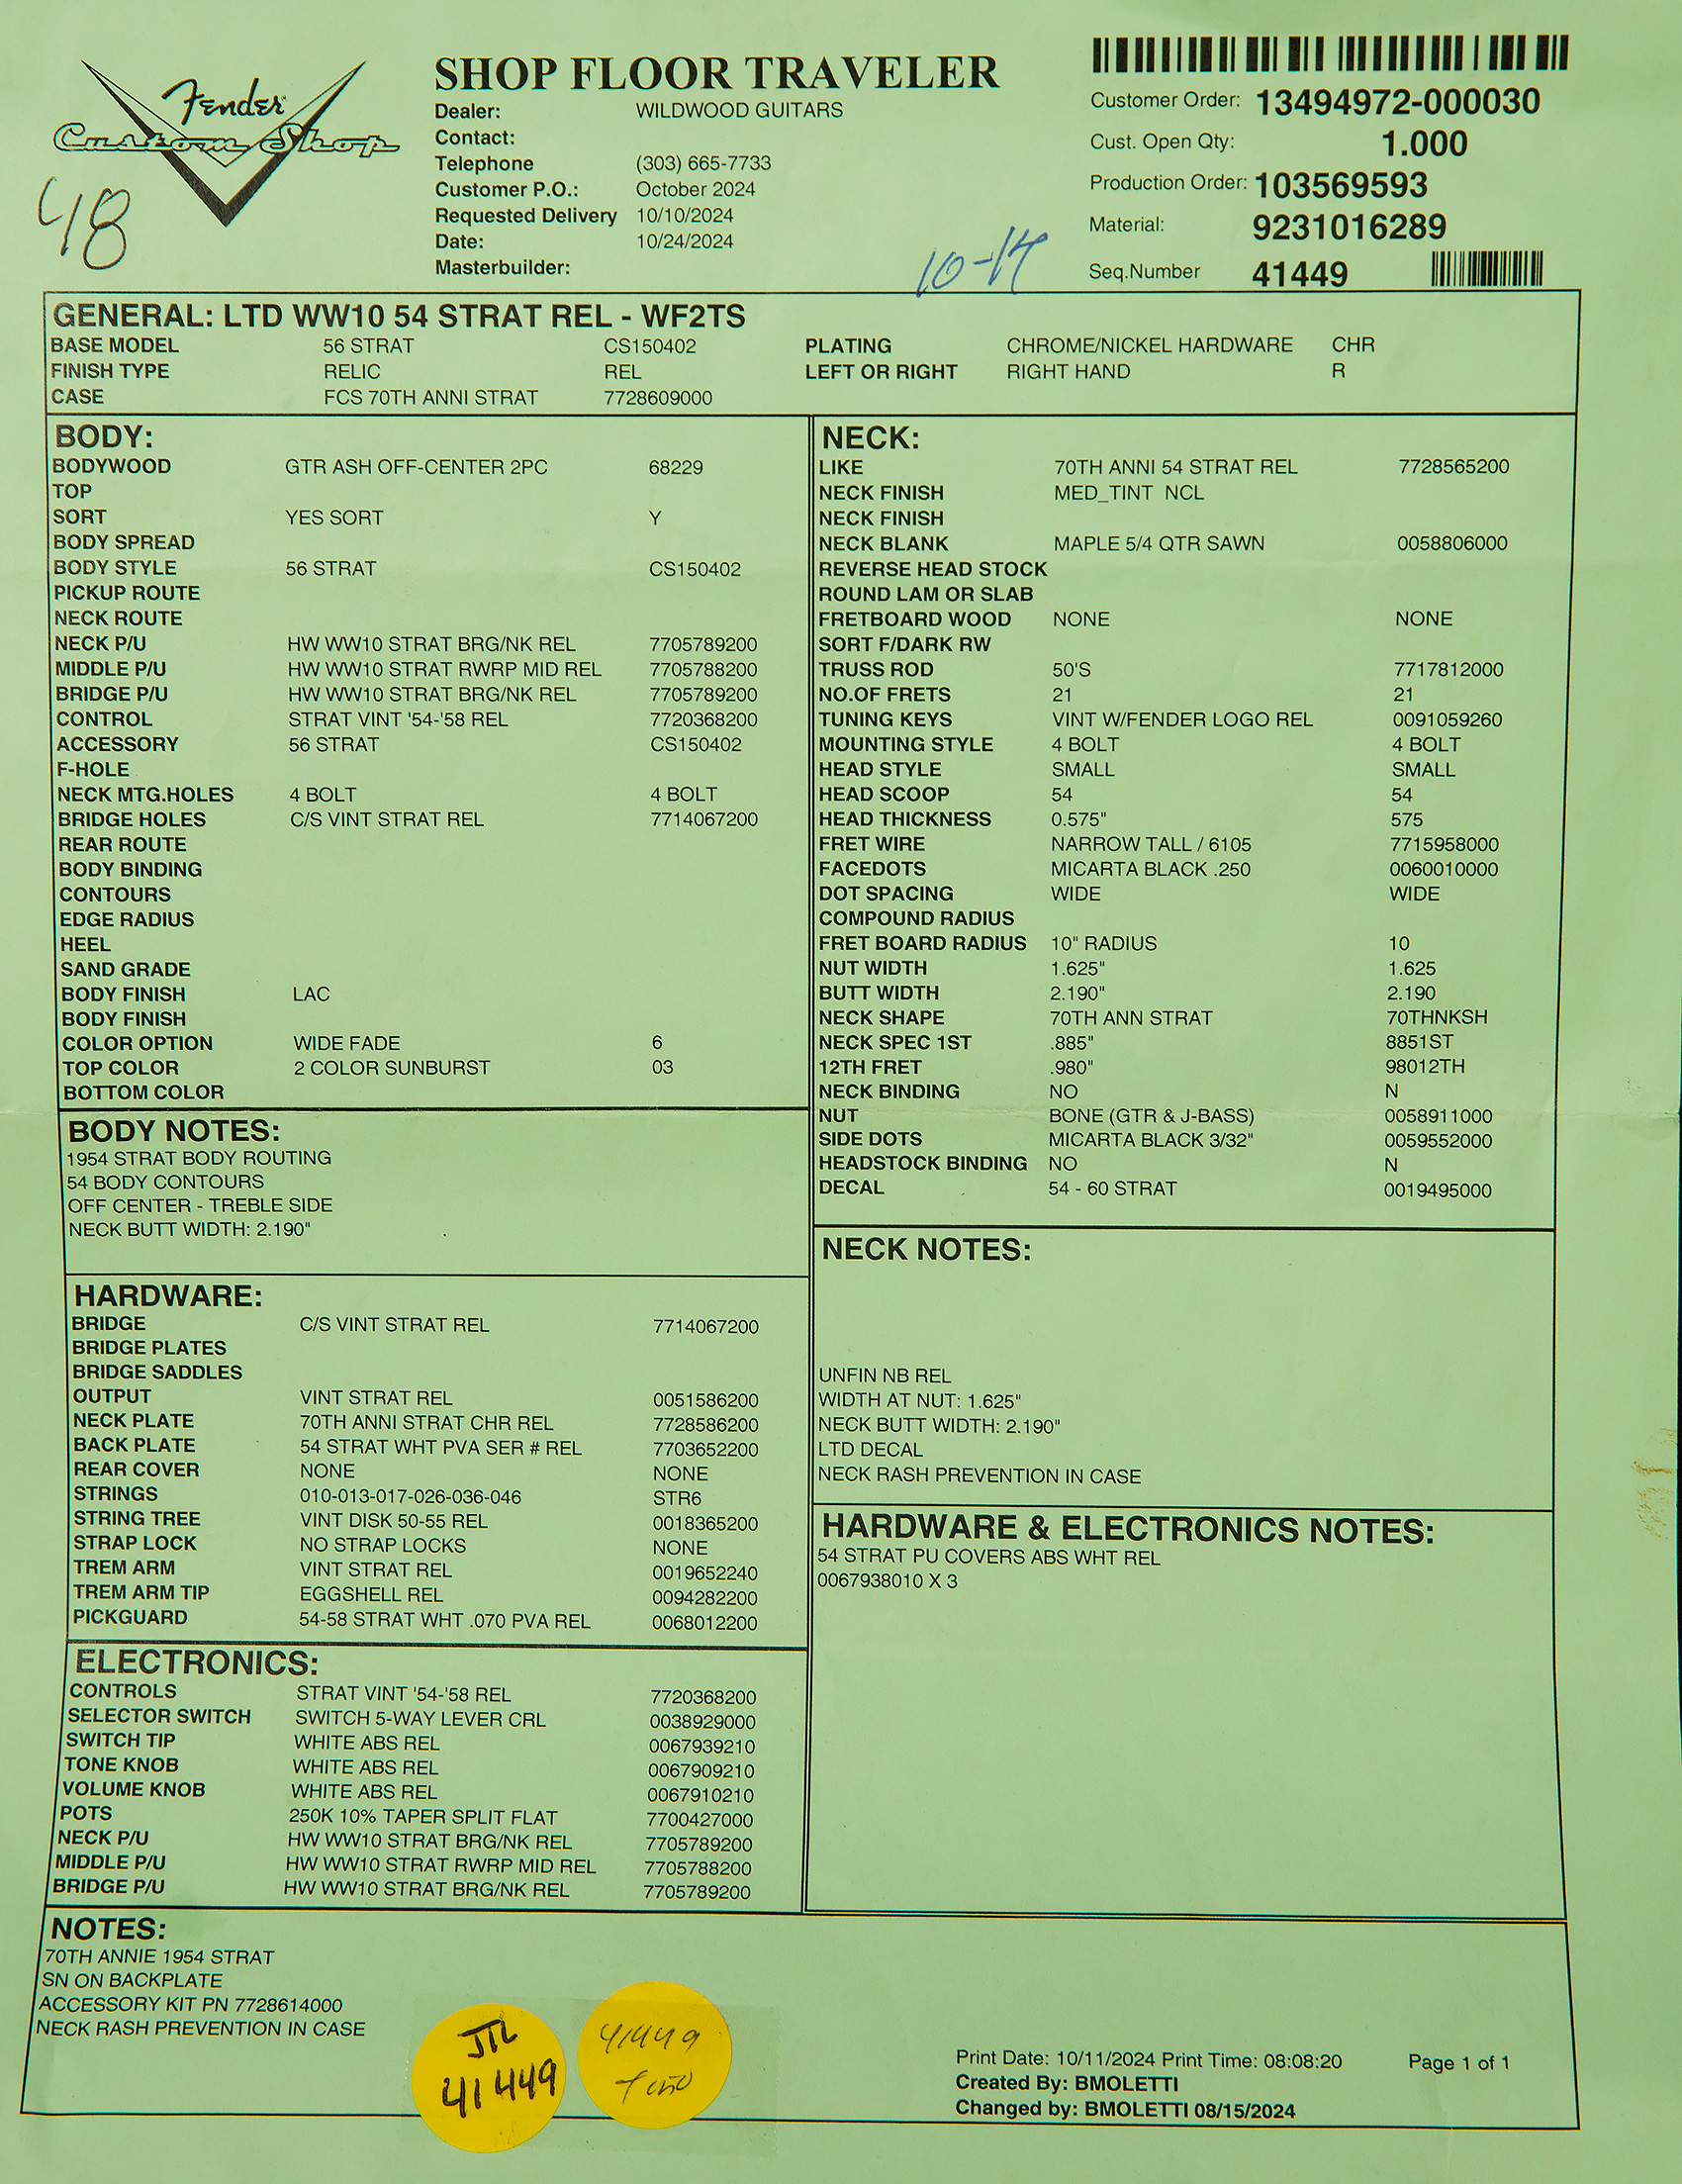 Fender
Custom Shop
48
SHOP FLOOR TRAVELER
Dealer: WILDWOOD GUITARS
Contact:
Telephone (303) 665-7733
Customer P.O.: October 2024
Requested Delivery 10/10/2024
Date: 10/24/2024
Masterbuilder:
10-17
Customer Order: 13494972-000030
Cust. Open Qty: 1.000
Production Order: 103569593
Material: 9231016289
Seq.Number 41449
GENERAL: LTD WW10 54 STRAT REL - WF2TS
BASE MODEL 56 STRAT CS150402 PLATING CHROME/NICKEL HARDWARE CHR
FINISH TYPE RELIC REL LEFT OR RIGHT RIGHT HAND R
CASE FCS 70TH ANNI STRAT 7728609000
BODY:
BODYWOOD GTR ASH OFF-CENTER 2PC 68229
TOP
SORT YES SORT Y
BODY SPREAD
BODY STYLE 56 STRAT CS150402
PICKUP ROUTE
NECK ROUTE
NECK P/U HW WW10 STRAT BRG/NK REL 7705789200
MIDDLE P/U HW WW10 STRAT RWRP MID REL 7705788200
BRIDGE P/U HW WW10 STRAT BRG/NK REL 7705789200
CONTROL STRAT VINT '54-'58 REL 7720368200
ACCESSORY 56 STRAT CS150402
F-HOLE
NECK MTG.HOLES 4 BOLT 4 BOLT
BRIDGE HOLES C/S VINT STRAT REL 7714067200
REAR ROUTE
BODY BINDING
CONTOURS
EDGE RADIUS
HEEL
SAND GRADE
BODY FINISH LAC
BODY FINISH
COLOR OPTION WIDE FADE 6
TOP COLOR 2 COLOR SUNBURST 03
BOTTOM COLOR
BODY NOTES:
1954 STRAT BODY ROUTING
54 BODY CONTOURS
OFF CENTER - TREBLE SIDE
NECK BUTT WIDTH: 2.190"
HARDWARE:
BRIDGE C/S VINT STRAT REL 7714067200
BRIDGE PLATES
BRIDGE SADDLES
OUTPUT VINT STRAT REL 0051586200
NECK PLATE 70TH ANNI STRAT CHR REL 7728586200
BACK PLATE 54 STRAT WHT PVA SER # REL 7703652200
REAR COVER NONE NONE
STRINGS 010-013-017-026-036-046 STR6
STRING TREE VINT DISK 50-55 REL 0018365200
STRAP LOCK NO STRAP LOCKS NONE
TREM ARM VINT STRAT REL 0019652240
TREM ARM TIP EGGSHELL REL 0094282200
PICKGUARD 54-58 STRAT WHT .070 PVA REL 0068012200
ELECTRONICS:
CONTROLS STRAT VINT '54-'58 REL 7720368200
SELECTOR SWITCH SWITCH 5-WAY LEVER CRL 0038929000
SWITCH TIP WHITE ABS REL 0067939210
TONE KNOB WHITE ABS REL 0067909210
VOLUME KNOB WHITE ABS REL 0067910210
POTS 250K 10% TAPER SPLIT FLAT 7700427000
NECK P/U HW WW10 STRAT BRG/NK REL 7705789200
MIDDLE P/U HW WW10 STRAT RWRP MID REL 7705788200
BRIDGE P/U HW WW10 STRAT BRG/NK REL 7705789200
NECK:
LIKE 70TH ANNI 54 STRAT REL 7728565200
NECK FINISH MED_TINT NCL
NECK FINISH
NECK BLANK MAPLE 5/4 QTR SAWN 0058806000
REVERSE HEAD STOCK
ROUND LAM OR SLAB
FRETBOARD WOOD NONE NONE
SORT F/DARK RW
TRUSS ROD 50'S 7717812000
NO.OF FRETS 21 21
TUNING KEYS VINT W/FENDER LOGO REL 0091059260
MOUNTING STYLE 4 BOLT 4 BOLT
HEAD STYLE SMALL SMALL
HEAD SCOOP 54 54
HEAD THICKNESS 0.575" 575
FRET WIRE NARROW TALL / 6105 7715958000
FACEDOTS MICARTA BLACK .250 0060010000
DOT SPACING WIDE WIDE
COMPOUND RADIUS
FRET BOARD RADIUS 10" RADIUS 10
NUT WIDTH 1.625" 1.625
BUTT WIDTH 2.190" 2.190
NECK SHAPE 70TH ANN STRAT 70THNKSH
NECK SPEC 1ST .885" 8851ST
12TH FRET .980" 98012TH
NECK BINDING NO N
NUT BONE (GTR & J-BASS) 0058911000
SIDE DOTS MICARTA BLACK 3/32" 0059552000
HEADSTOCK BINDING NO N
DECAL 54 - 60 STRAT 0019495000
NECK NOTES:
UNFIN NB REL
WIDTH AT NUT: 1.625"
NECK BUTT WIDTH: 2.190"
LTD DECAL
NECK RASH PREVENTION IN CASE
HARDWARE & ELECTRONICS NOTES:
54 STRAT PU COVERS ABS WHT REL
0067938010 X 3
NOTES:
70TH ANNIE 1954 STRAT
SN ON BACKPLATE
ACCESSORY KIT PN 7728614000
NECK RASH PREVENTION IN CASE
41449
41449
Print Date: 10/11/2024 Print Time: 08:08:20 Page 1 of 1
Created By: BMOLETTI
Changed by: BMOLETTI 08/15/2024